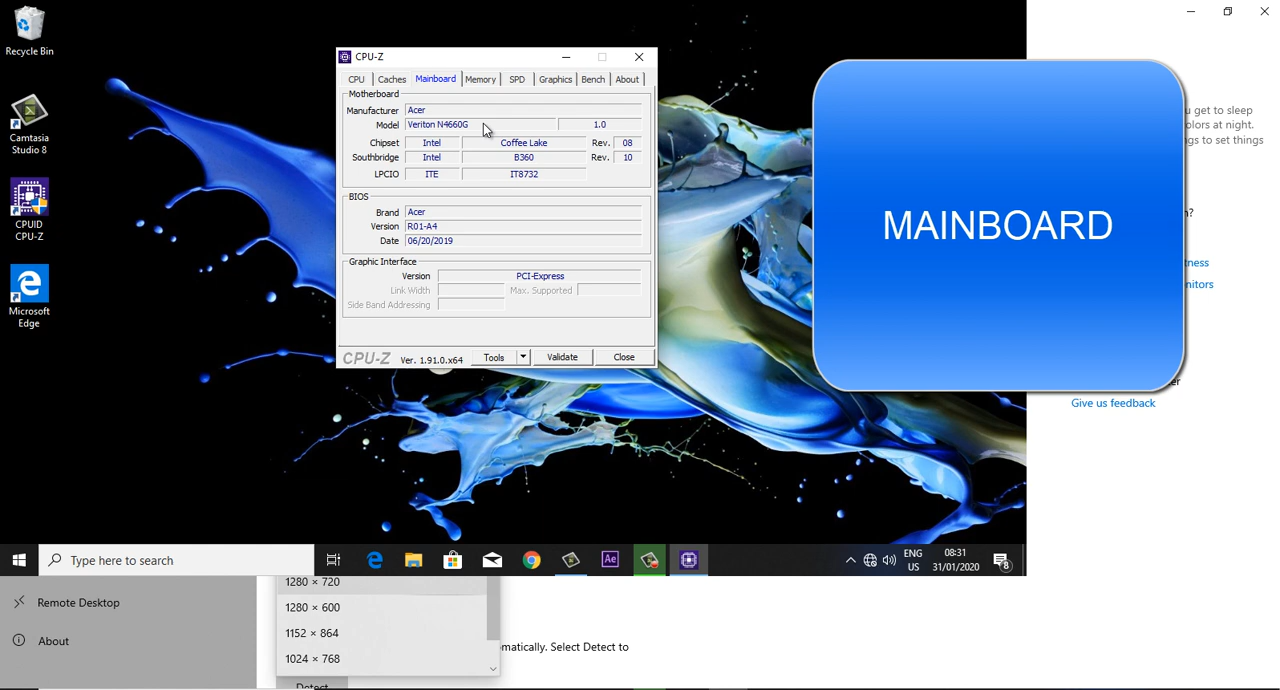 Recycle Bin
Camtasia
Studio 8
CPUID
CPU-Z
Microsoft
Edge
CPU-Z
CPU Caches Mainboard Memory SPD Graphics Bench About
Motherboard
Manufacturer Acer
Model Veriton N4660G 1.0
Chipset Intel Coffee Lake Rev. 08
Southbridge Intel B360 Rev. 10
LPCIO ITE IT8732
BIOS
Brand Acer
Version R01-A4
Date 06/20/2019
Graphic Interface
Version PCI-Express
Link Width Max. Supported
Side Band Addressing
CPU-Z Ver. 1.91.0.x64 Tools Validate Close
MAINBOARD
u get to sleep
olors at night.
ngs to set things
?
Give us feedback
Type here to search
Ae
ENG
US
08:31
31/01/2020
8
1280 × 720
Remote Desktop
1280 × 600
1152 × 864
About
matically. Select Detect to
1024 × 768
Detect